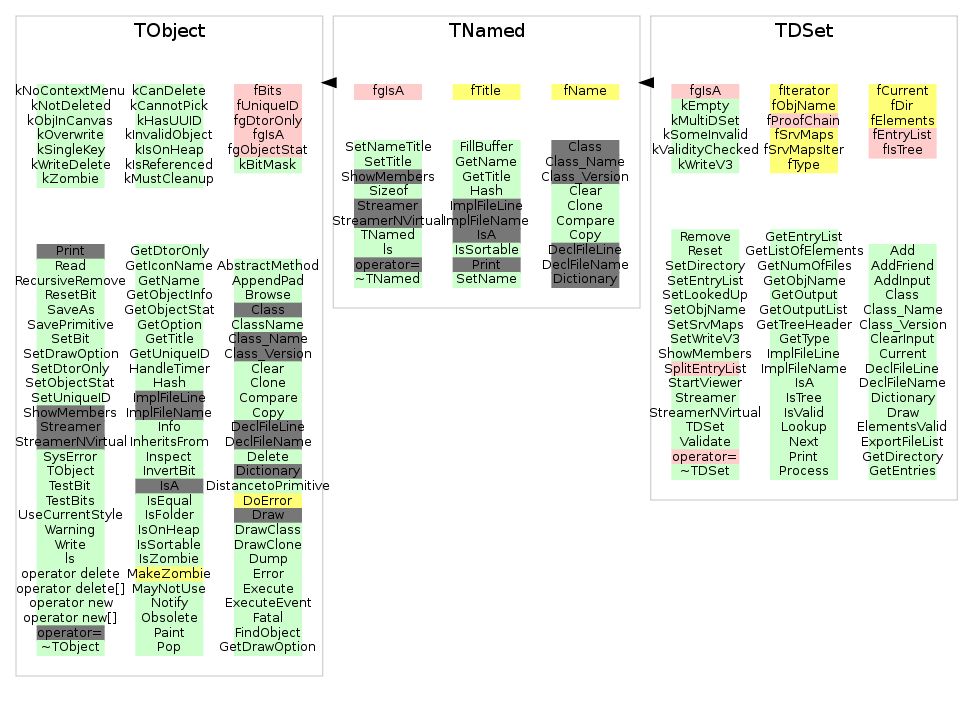 TObject
kNoContextMenu
kNotDeleted
kObjInCanvas
kOverwrite
kSingleKey
kWriteDelete
kZombie
kCanDelete
kCannotPick
kHasUUID
kInvalidObject
kIsOnHeap
kIsReferenced
kMustCleanup
fBits
fUniqueID
fgDtorOnly
fgIsA
fgObjectStat
kBitMask
Print
Read
RecursiveRemove
ResetBit
SaveAs
SavePrimitive
SetBit
SetDrawOption
SetDtorOnly
SetObjectStat
SetUniqueID
ShowMembers
Streamer
StreamerNVirtual
SysError
TObject
TestBit
TestBits
UseCurrentStyle
Warning
Write
ls
operator delete
operator delete[]
operator new
operator new[]
operator=
~TObject
GetDtorOnly
GetIconName
GetName
GetObjectInfo
GetObjectStat
GetOption
GetTitle
GetUniqueID
HandleTimer
Hash
ImplFileLine
ImplFileName
Info
InheritsFrom
Inspect
InvertBit
IsA
IsEqual
IsFolder
IsOnHeap
IsSortable
IsZombie
MakeZombie
MayNotUse
Notify
Obsolete
Paint
Pop
AbstractMethod
AppendPad
Browse
Class
ClassName
Class_Name
Class_Version
Clear
Clone
Compare
Copy
DeclFileLine
DeclFileName
Delete
Dictionary
DistancetoPrimitive
DoError
Draw
DrawClass
DrawClone
Dump
Error
Execute
ExecuteEvent
Fatal
FindObject
GetDrawOption
TNamed
fgIsA
fTitle
fName
SetNameTitle
SetTitle
ShowMembers
Sizeof
Streamer
StreamerNVirtual
TNamed
ls
operator=
~TNamed
FillBuffer
GetName
GetTitle
Hash
ImplFileLine
ImplFileName
IsA
IsSortable
Print
SetName
Class
Class_Name
Class_Version
Clear
Clone
Compare
Copy
DeclFileLine
DeclFileName
Dictionary
TDSet
fgIsA
kEmpty
kMultiDSet
kSomeInvalid
kValidityChecked
kWriteV3
fIterator
fObjName
fProofChain
fSrvMaps
fSrvMapsIter
fType
fCurrent
fDir
fElements
fEntryList
fIsTree
Remove
Reset
SetDirectory
SetEntryList
SetLookedUp
SetObjName
SetSrvMaps
SetWriteV3
ShowMembers
SplitEntryList
StartViewer
Streamer
StreamerNVirtual
TDSet
Validate
operator=
~TDSet
GetEntryList
GetListOfElements
GetNumOfFiles
GetObjName
GetOutput
GetOutputList
GetTreeHeader
GetType
ImplFileLine
ImplFileName
IsA
IsTree
IsValid
Lookup
Next
Print
Process
Add
AddFriend
AddInput
Class
Class_Name
Class_Version
ClearInput
Current
DeclFileLine
DeclFileName
Dictionary
Draw
ElementsValid
ExportFileList
GetDirectory
GetEntries